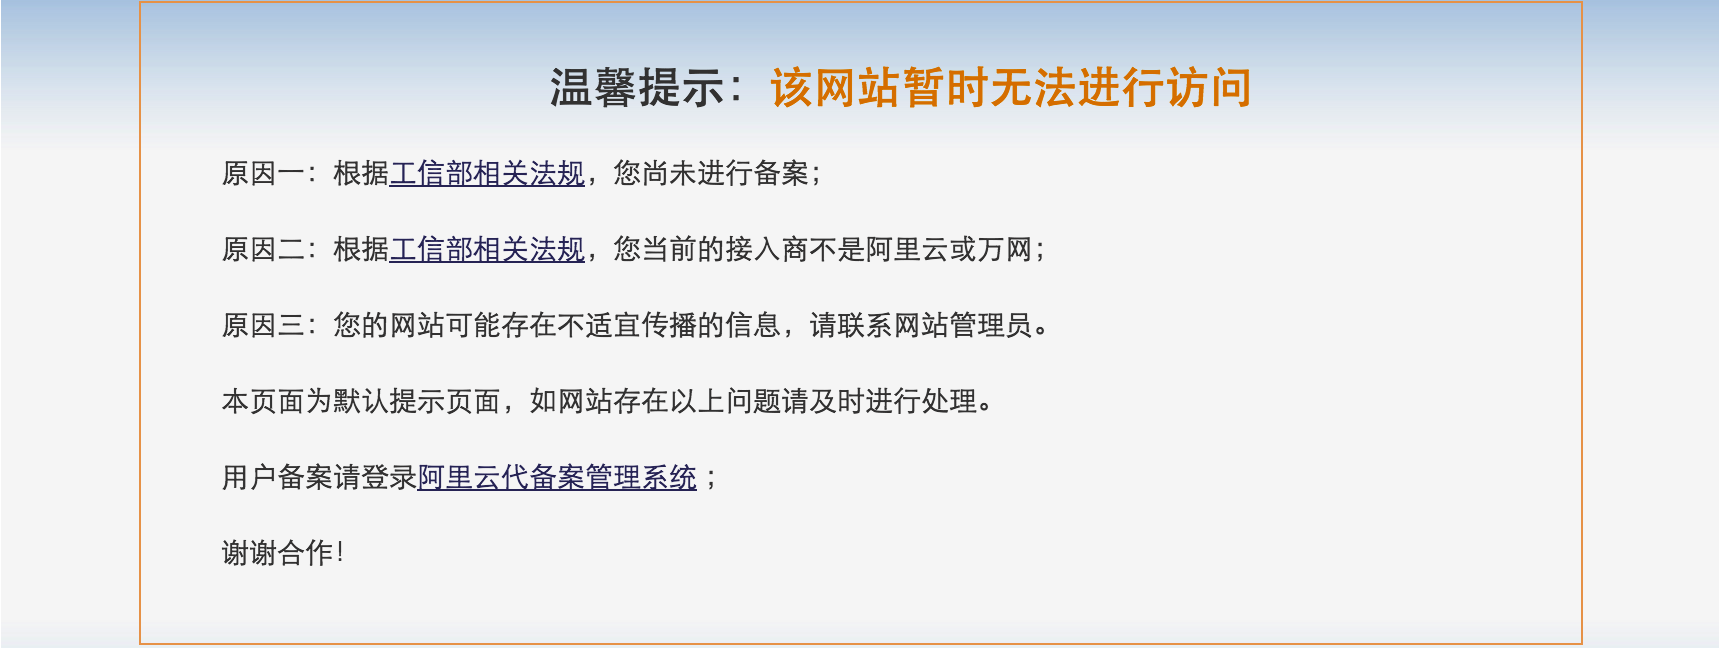 温馨提示：该网站暂时无法进行访问
原因一：根据工信部相关法规，您尚未进行备案；
原因二：根据工信部相关法规，您当前的接入商不是阿里云或万网；
原因三：您的网站可能存在不适宜传播的信息，请联系网站管理员。
本页面为默认提示页面，如网站存在以上问题请及时进行处理。
用户备案请登录阿里云代备案管理系统 ；
谢谢合作！